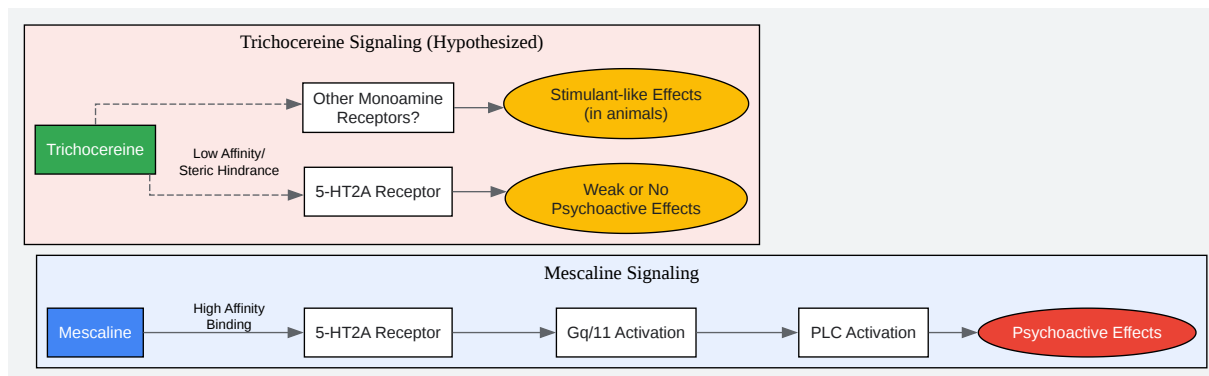 Trichocereine Signaling (Hypothesized)
Other Monoamine
Receptors?
Stimulant-like Effects
(in animals)
Trichocereine
Low Affinity/
Steric Hindrance
5-HT2A Receptor
Weak or No
Psychoactive Effects
Mescaline Signaling
Mescaline
High Affinity
Binding
5-HT2A Receptor
Gq/11 Activation
PLC Activation
Psychoactive Effects